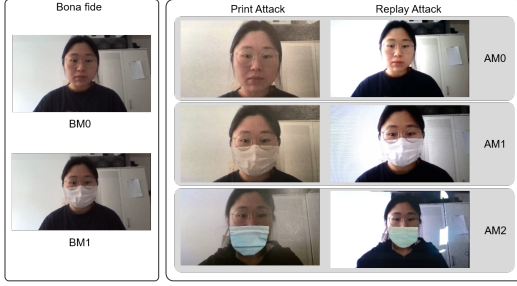 Bona fide
BM0
BM1
Print Attack
Replay Attack
AM0
AM1
AM2